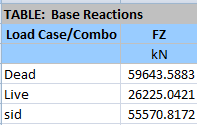 TABLE: Base Reactions
Load Case/Combo FZ
kN
Dead 59643.5883
Live 26225.0421
sid 55570.8172